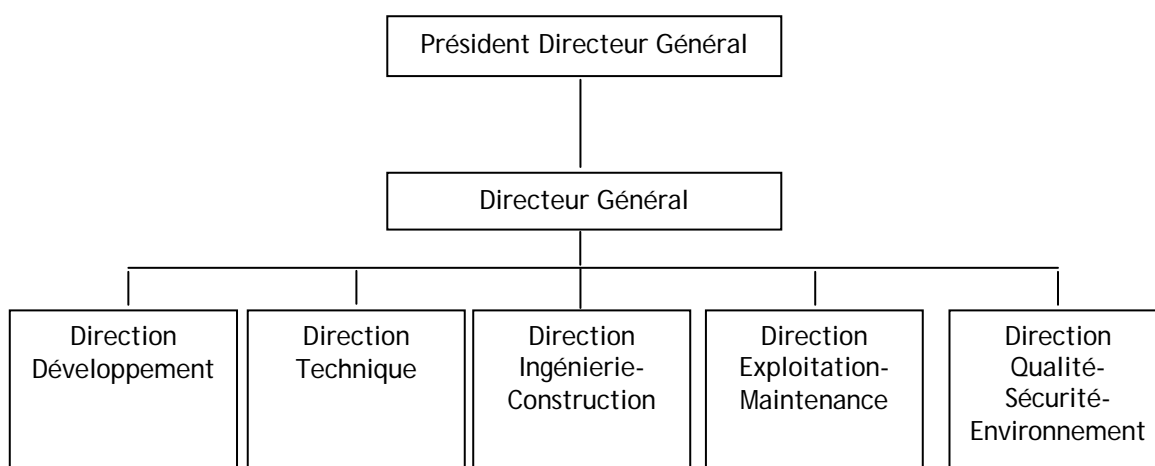 Président Directeur Général
Directeur Général
Direction
Développement
Direction
Technique
Direction
Ingénierie-
Construction
Direction
Exploitation-
Maintenance
Direction
Qualité-
Sécurité-
Environnement